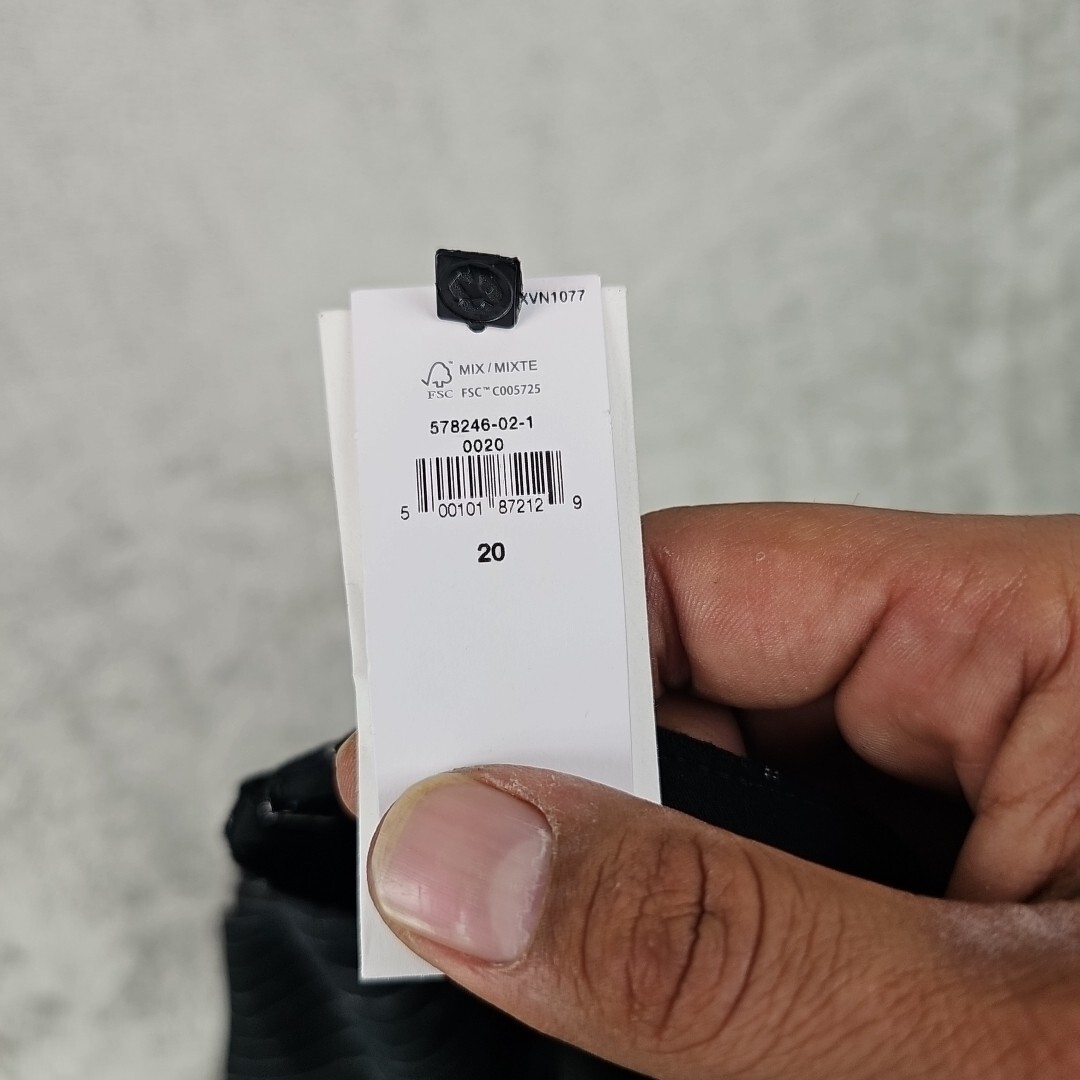 XVN1077
MIX / MIXTE
FSC FSC™ C005725
578246-02-1
0020
5 00101 87212 9
20